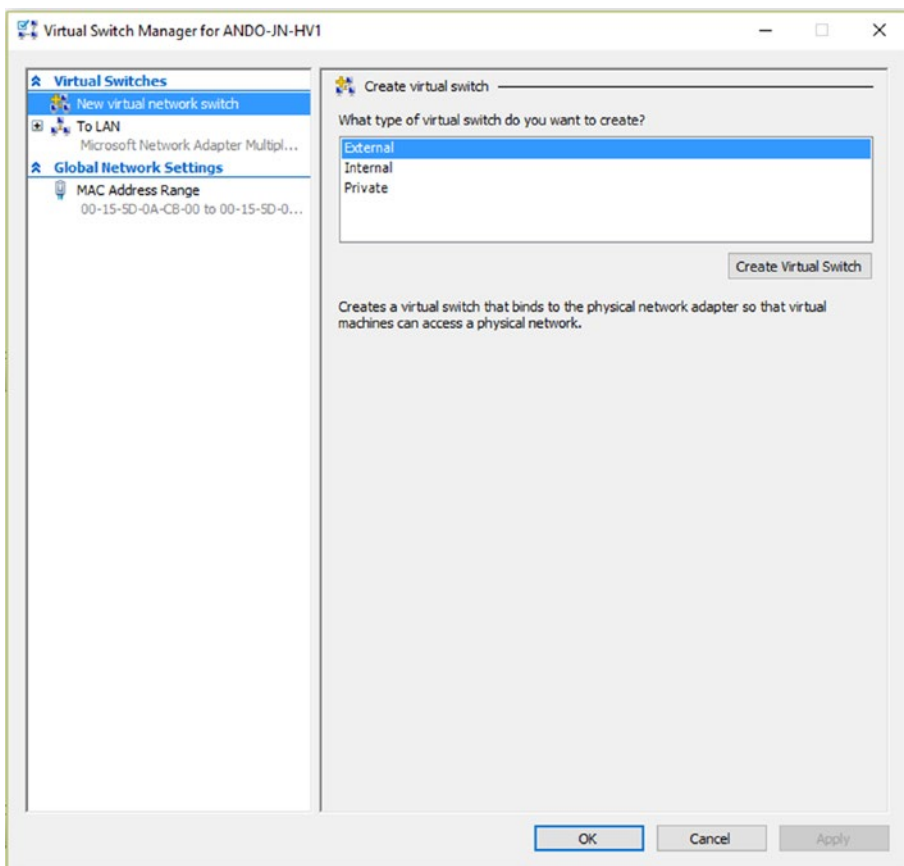 Virtual Switch Manager for ANDO-JN-HV1
Virtual Switches
New virtual network switch
To LAN
Microsoft Network Adapter Multipl...
Global Network Settings
MAC Address Range
00-15-5D-0A-CB-00 to 00-15-5D-0...
Create virtual switch
What type of virtual switch do you want to create?
External
Internal
Private
Create Virtual Switch
Creates a virtual switch that binds to the physical network adapter so that virtual
machines can access a physical network.
OK
Cancel
Apply